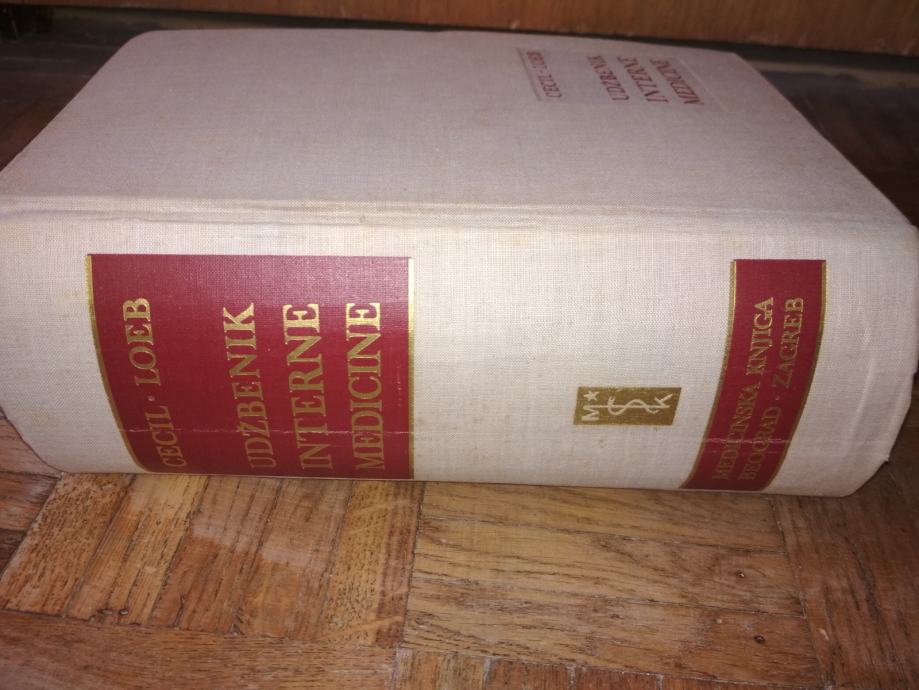 CECIL · LOEB
UDŽBENIK
INTERNE
MEDICINE
CECIL · LOEB
UDŽBENIK
INTERNE
MEDICINE
M K
MEDICINSKA KNJIGA
BEOGRAD · ZAGREB